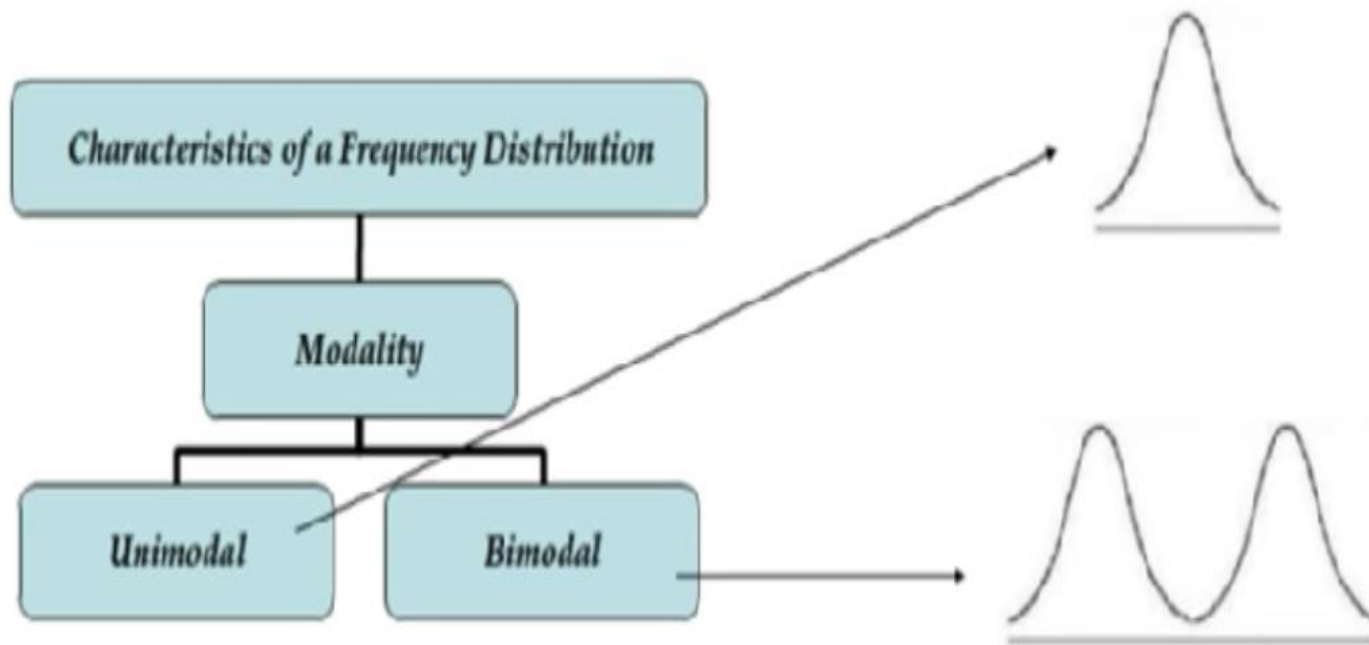 Characteristics of a Frequency Distribution
Modality
Unimodal
Bimodal